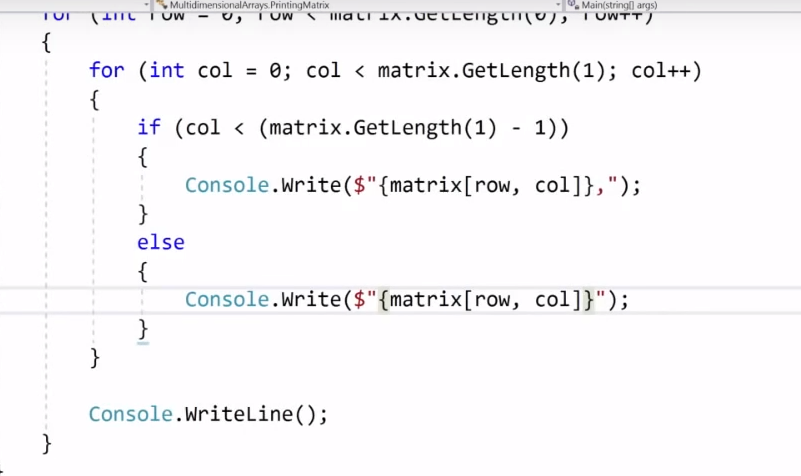 MultidimensionalArrays.PrintingMatrix Main(string[] args)
for (int row = 0; row < matrix.GetLength(0); row++)
{
for (int col = 0; col < matrix.GetLength(1); col++)
{
if (col < (matrix.GetLength(1) - 1))
{
Console.Write($"{matrix[row, col]},");
}
else
{
Console.Write($"{matrix[row, col]}");
}
}
Console.WriteLine();
}